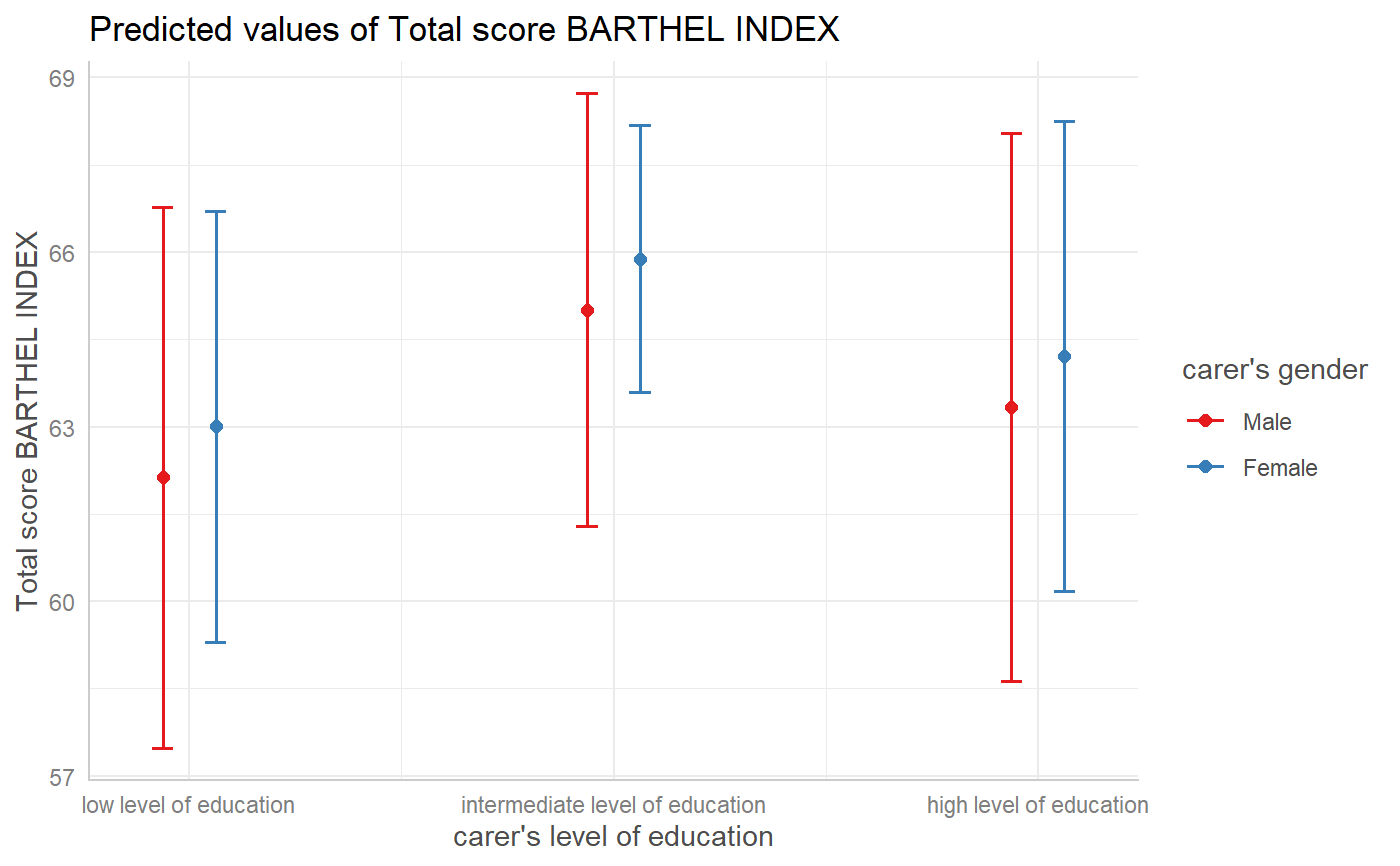 Predicted values of Total score BARTHEL INDEX
Total score BARTHEL INDEX
69
66
63
60
57
low level of education
intermediate level of education
high level of education
carer's level of education
carer's gender
Male
Female